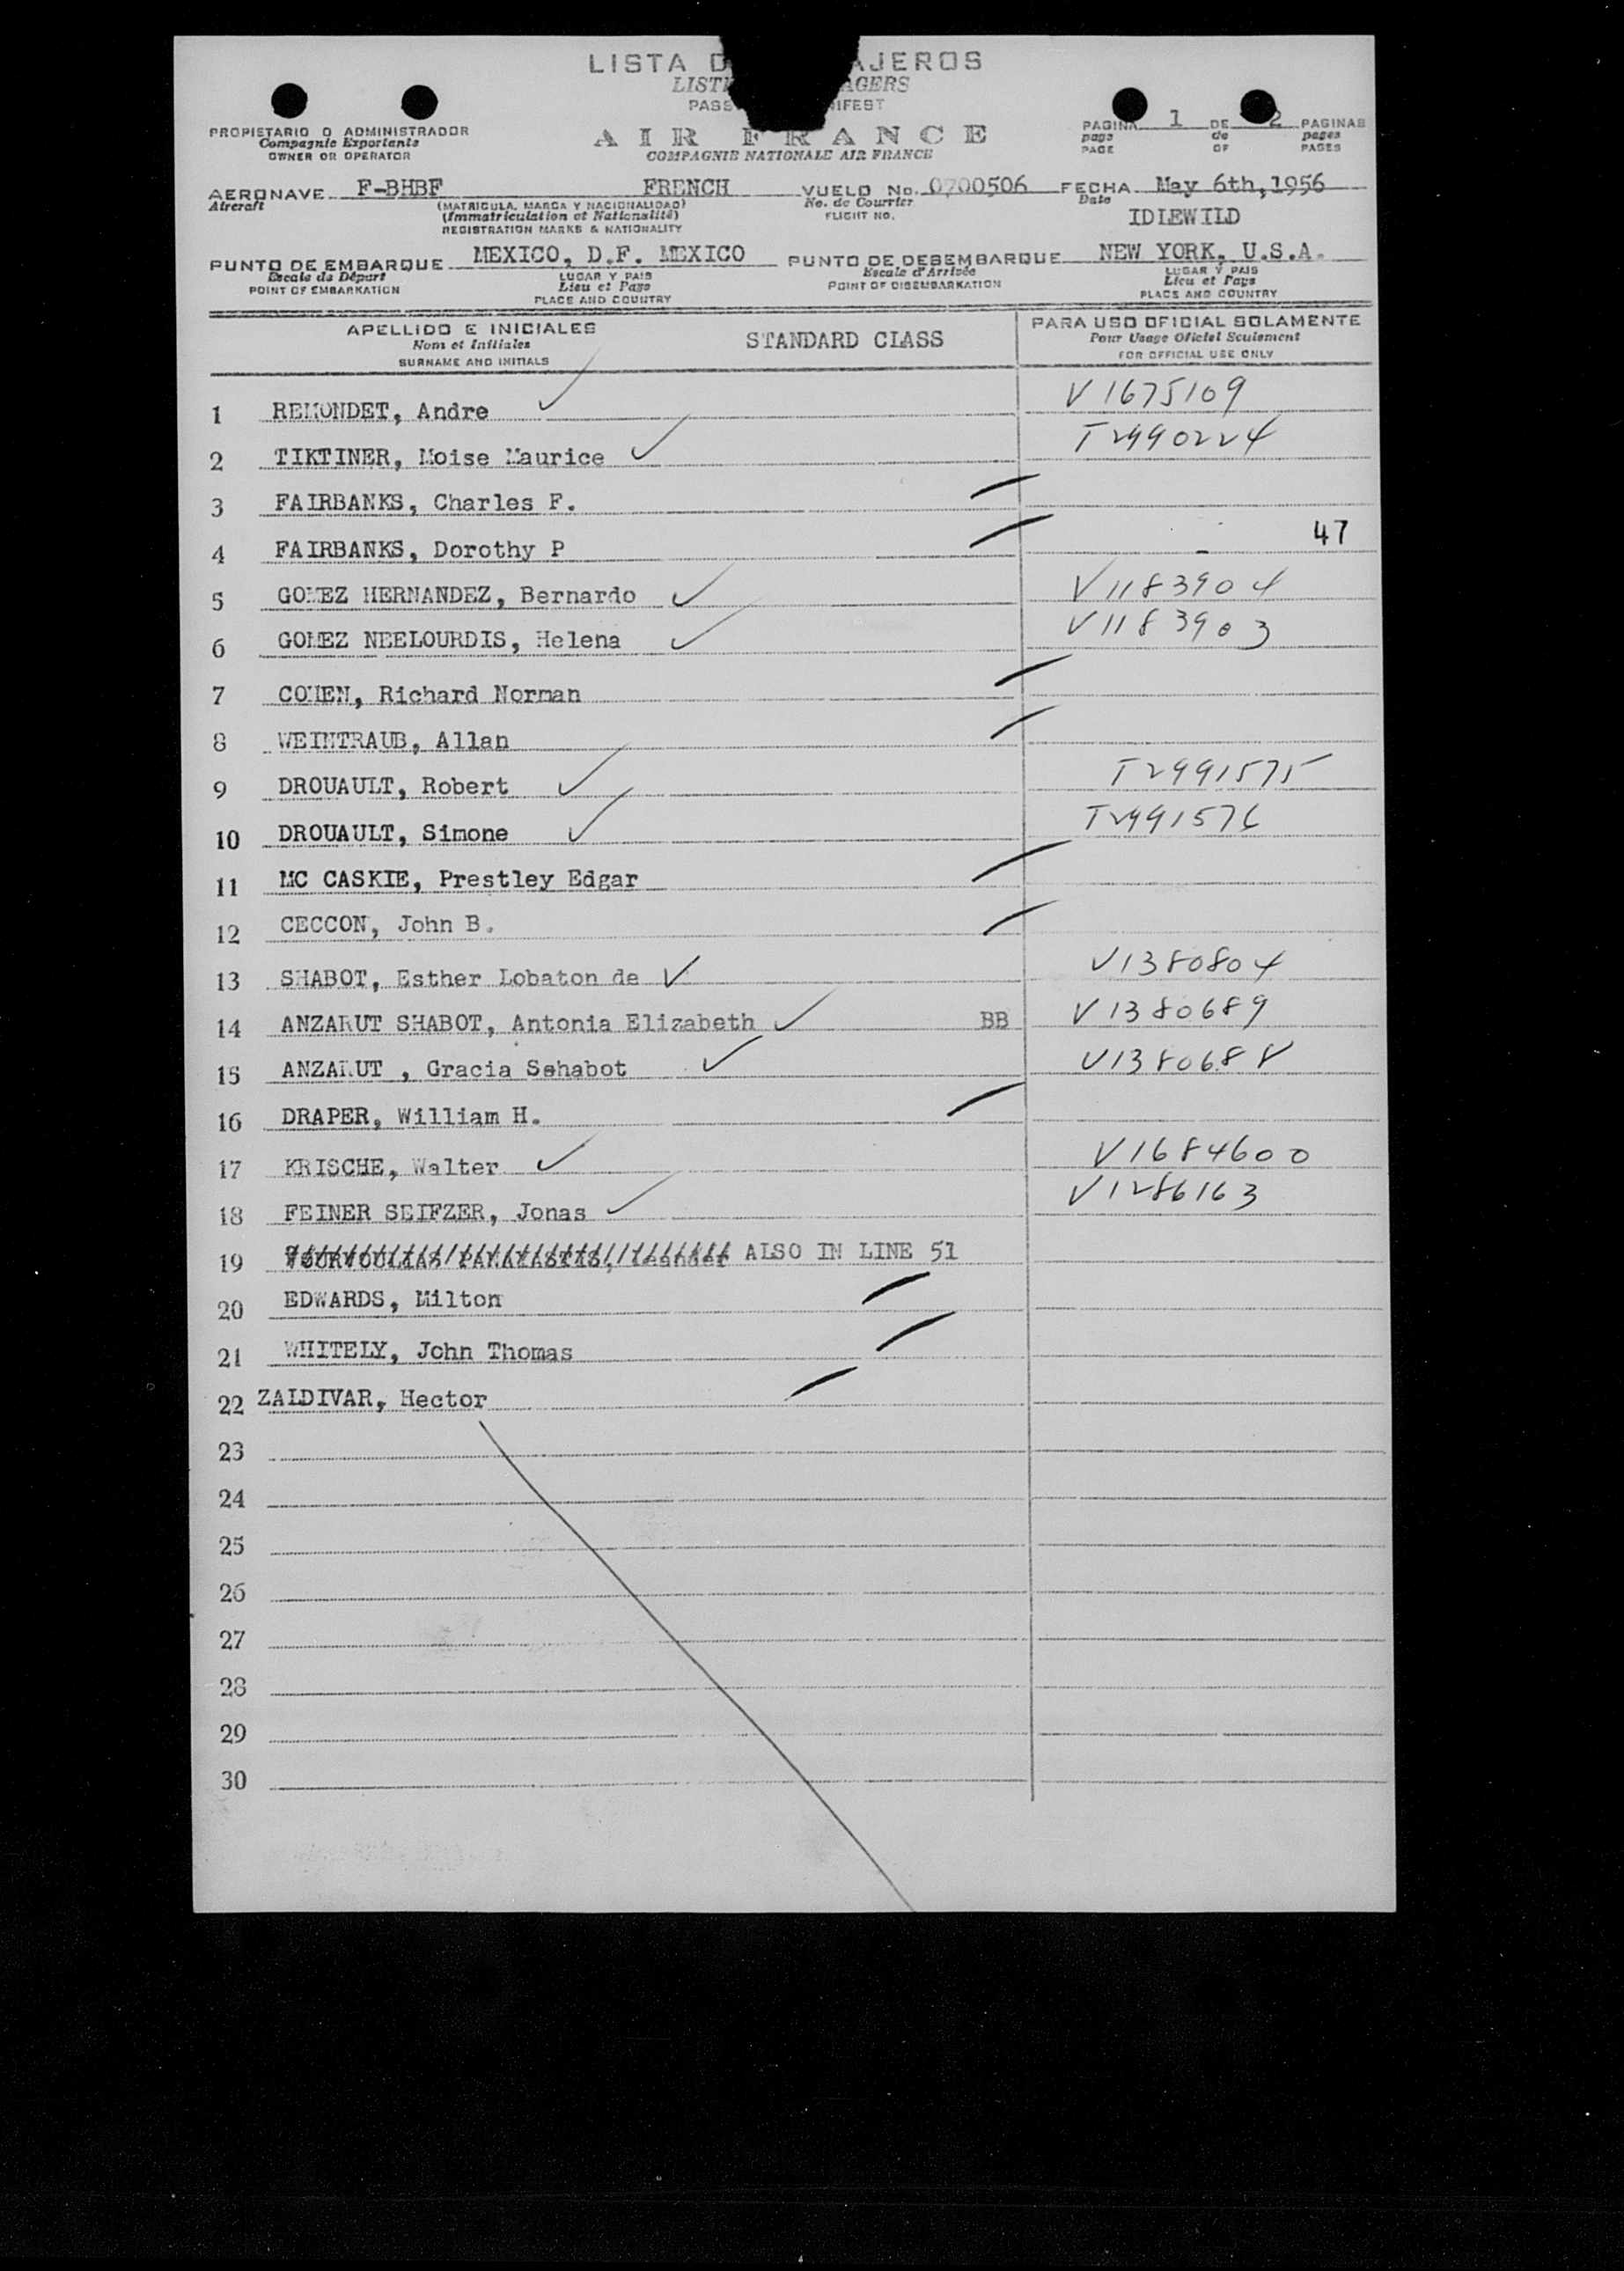 LISTA D AJEROS
LIST AGERS
PASS IFEST
PROPIETARIO O ADMINISTRADOR
Compagnie Exportante
OWNER OR OPERATOR
AIR FRANCE
COMPAGNIE NATIONALE AIR FRANCE
PAGINA 1 DE 2 PAGINAS
page de pages
PAGE OF PAGES
AERONAVE F-BHBF FRENCH VUELO No. 0700506 FECHA May 6th, 1956
Aircraft (MATRICULA, MARCA Y NACIONALIDAD) No. de Courrier Date
(Immatriculation et Nationalité) FLIGHT NO. IDLEWILD
REGISTRATION MARKS & NATIONALITY
PUNTO DE EMBARQUE MEXICO, D.F. MEXICO PUNTO DE DESEMBARQUE NEW YORK, U.S.A.
Escale de Départ LUGAR Y PAIS Escale d'Arrivée LUGAR Y PAIS
POINT OF EMBARKATION Lieu et Pays POINT OF DISEMBARKATION Lieu et Pays
PLACE AND COUNTRY PLACE AND COUNTRY
APELLIDO E INICIALES STANDARD CLASS PARA USO OFICIAL SOLAMENTE
Nom et Initiales Pour Usage Oficiel Seulement
SURNAME AND INITIALS FOR OFFICIAL USE ONLY
1 REMONDET, Andre ✓ V1675109
2 TIKTINER, Moise Maurice ✓ T2990224
3 FAIRBANKS, Charles F.
4 FAIRBANKS, Dorothy P 47
5 GOMEZ HERNANDEZ, Bernardo ✓ V1183904
6 GOMEZ NEELOURDIS, Helena ✓ V1183903
7 COHEN, Richard Norman
8 WEINTRAUB, Allan
9 DROUAULT, Robert ✓ T2991575
10 DROUAULT, Simone ✓ T2991576
11 MC CASKIE, Prestley Edgar
12 CECCON, John B.
13 SHABOT, Esther Lobaton de ✓ V1380804
14 ANZARUT SHABOT, Antonia Elizabeth ✓ BB V1380689
15 ANZARUT , Gracia Sshabot ✓ V1380688
16 DRAPER, William H.
17 KRISCHE, Walter ✓ V1684600
18 FEINER SEIFZER, Jonas ✓ V1286163
19 ALSO IN LINE 51
20 EDWARDS, Milton
21 WHITELY, John Thomas
22 ZALDIVAR, Hector
23
24
25
26
27
28
29
30